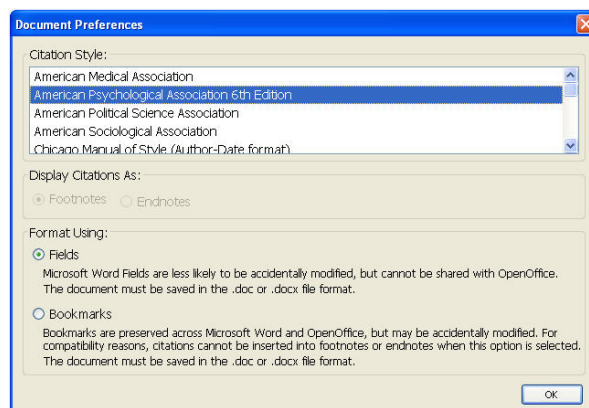 Document Preferences
Citation Style:
American Medical Association
American Psychological Association 6th Edition
American Political Science Association
American Sociological Association
Chicago Manual of Style (Author-Date format)
Display Citations As:
Footnotes Endnotes
Format Using:
Fields
Microsoft Word Fields are less likely to be accidentally modified, but cannot be shared with OpenOffice.
The document must be saved in the .doc or .docx file format.
Bookmarks
Bookmarks are preserved across Microsoft Word and OpenOffice, but may be accidentally modified. For
compatibility reasons, citations cannot be inserted into footnotes or endnotes when this option is selected.
The document must be saved in the .doc or .docx file format.
OK